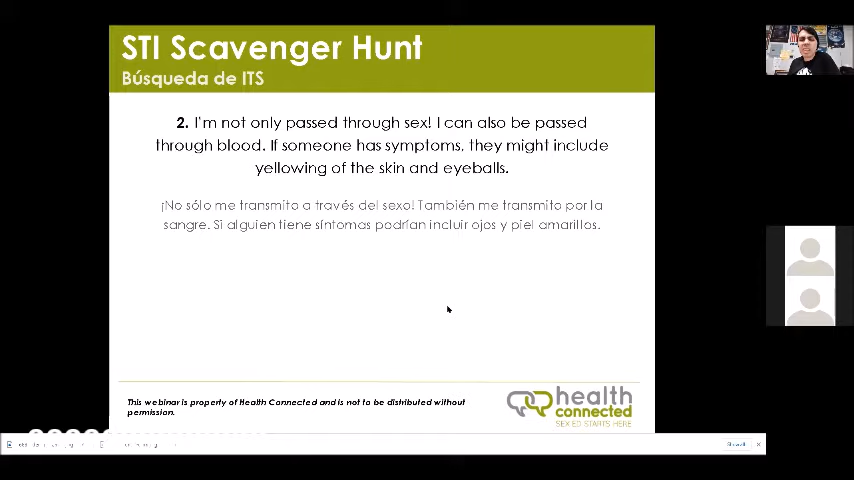 STI Scavenger Hunt
Búsqueda de ITS
2. I'm not only passed through sex! I can also be passed
through blood. If someone has symptoms, they might include
yellowing of the skin and eyeballs.
¡No sólo me transmito a través del sexo! También me transmito por la
sangre. Si alguien tiene síntomas podrían incluir ojos y piel amarillos.
This webinar is property of Health Connected and is not to be distributed without
permission.
health
connected
SEX ED STARTS HERE
Show all